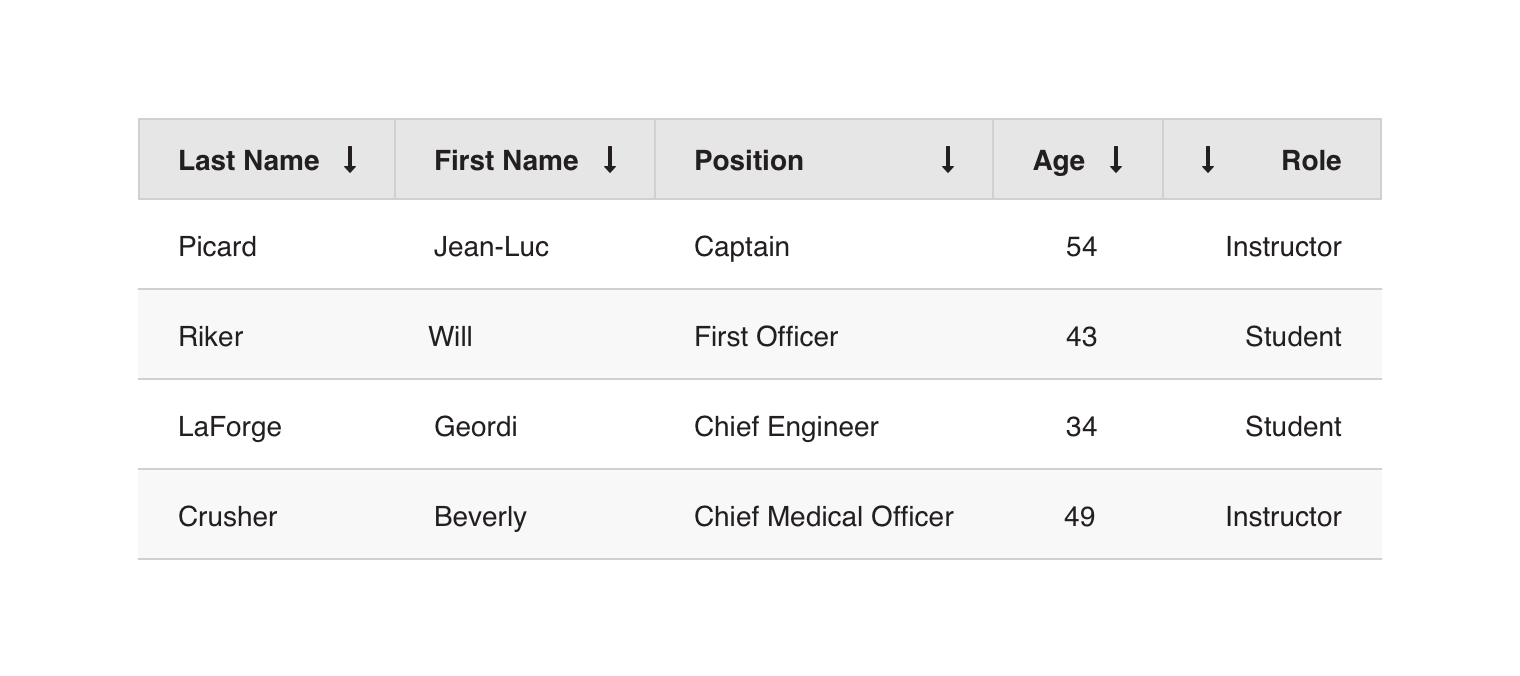 Last Name ↓ First Name ↓ Position ↓ Age ↓ ↓ Role
Picard Jean-Luc Captain 54 Instructor
Riker Will First Officer 43 Student
LaForge Geordi Chief Engineer 34 Student
Crusher Beverly Chief Medical Officer 49 Instructor